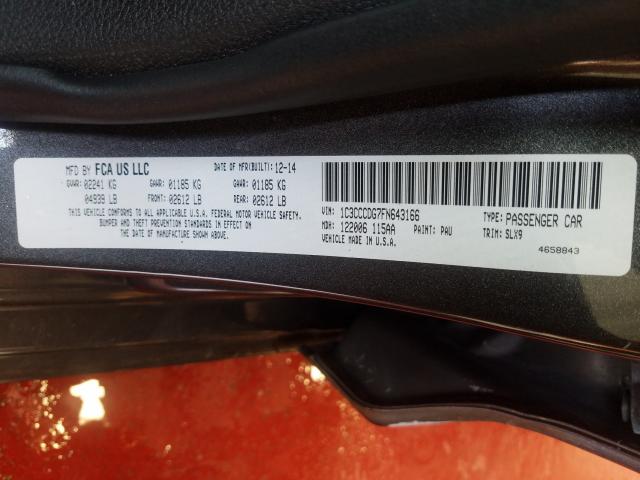 MFD BY FCA US LLC DATE OF MFR(BUILT): 12-14
GVWR: 02241 KG GAWR: 01185 KG GAWR: 01185 KG
04939 LB FRONT: 02612 LB REAR: 02612 LB
THIS VEHICLE CONFORMS TO ALL APPLICABLE U.S.A. FEDERAL MOTOR VEHICLE SAFETY,
BUMPER AND THEFT PREVENTION STANDARDS IN EFFECT ON
THE DATE OF MANUFACTURE SHOWN ABOVE.
VIN: 1C3CCCDG7FN643166 TYPE: PASSENGER CAR
MDH: 122006 115AA PAINT: PAU TRIM: SLX9
VEHICLE MADE IN U.S.A.
4658843